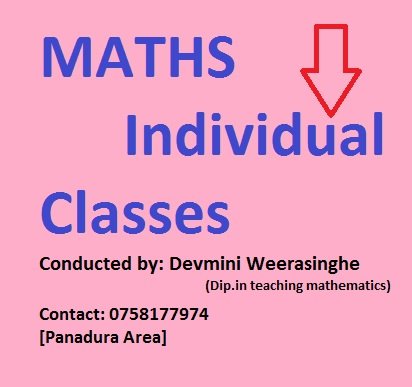 MATHS
Individual
Classes
Conducted by: Devmini Weerasinghe
(Dip.in teaching mathematics)
Contact: 0758177974
[Panadura Area]